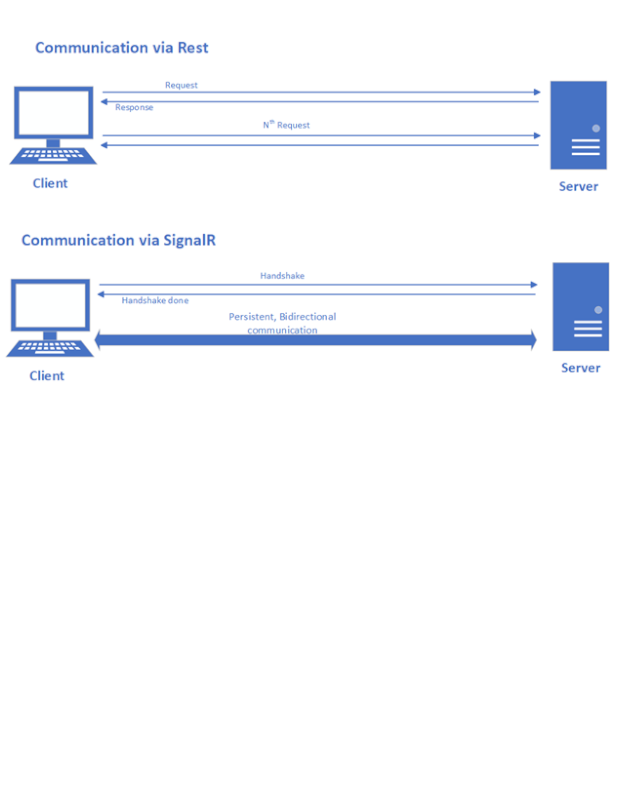 Communication via Rest
Request
Response
Nth Request
Client
Server
Communication via SignalR
Handshake
Handshake done
Persistent, Bidirectional
communication
Client
Server